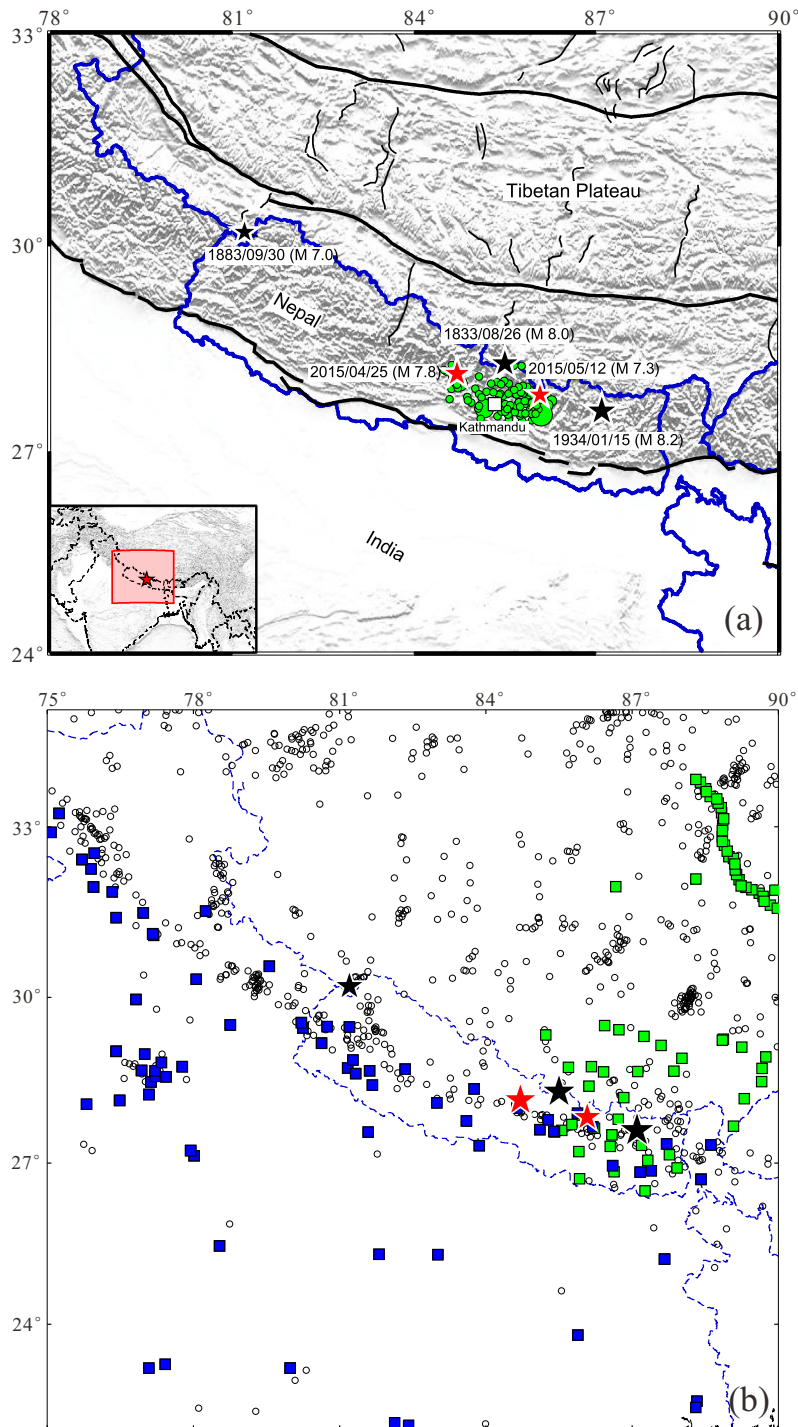 78° 81° 84° 87° 90°
33°
Tibetan Plateau
30°
1883/09/30 (M 7.0)
Nepal
1833/08/26 (M 8.0)
2015/04/25 (M 7.8) 2015/05/12 (M 7.3)
Kathmandu
1934/01/15 (M 8.2)
27°
India
(a)
24°
75° 78° 81° 84° 87° 90°
33°
30°
27°
24°
(b)